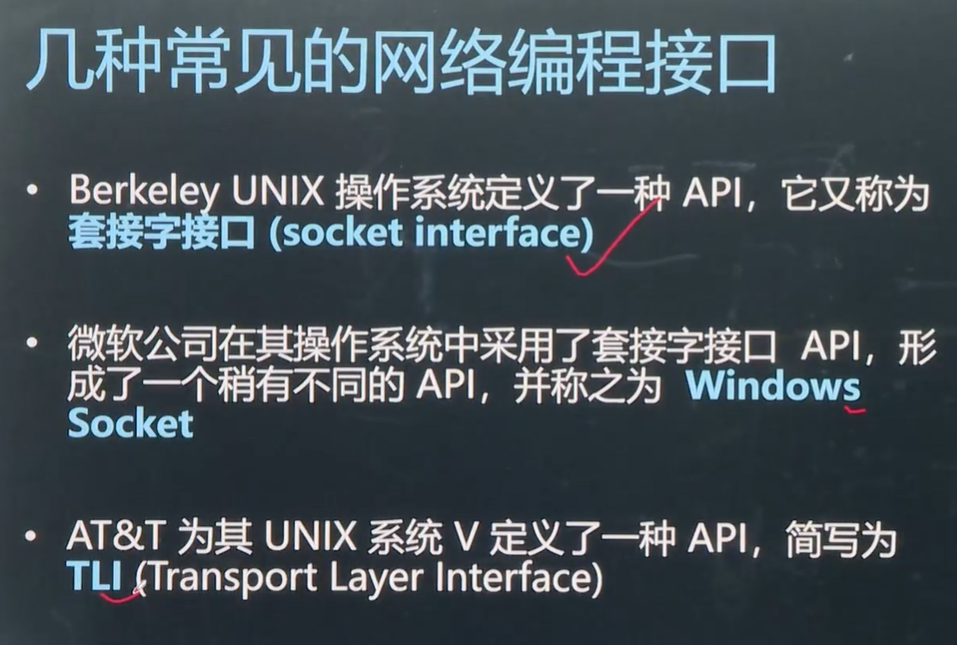 几种常见的网络编程接口
• Berkeley UNIX 操作系统定义了一种 API，它又称为
套接字接口 (socket interface)
• 微软公司在其操作系统中采用了套接字接口 API，形
成了一个稍有不同的 API，并称之为 Windows
Socket
• AT&T 为其 UNIX 系统 V 定义了一种 API，简写为
TLI (Transport Layer Interface)